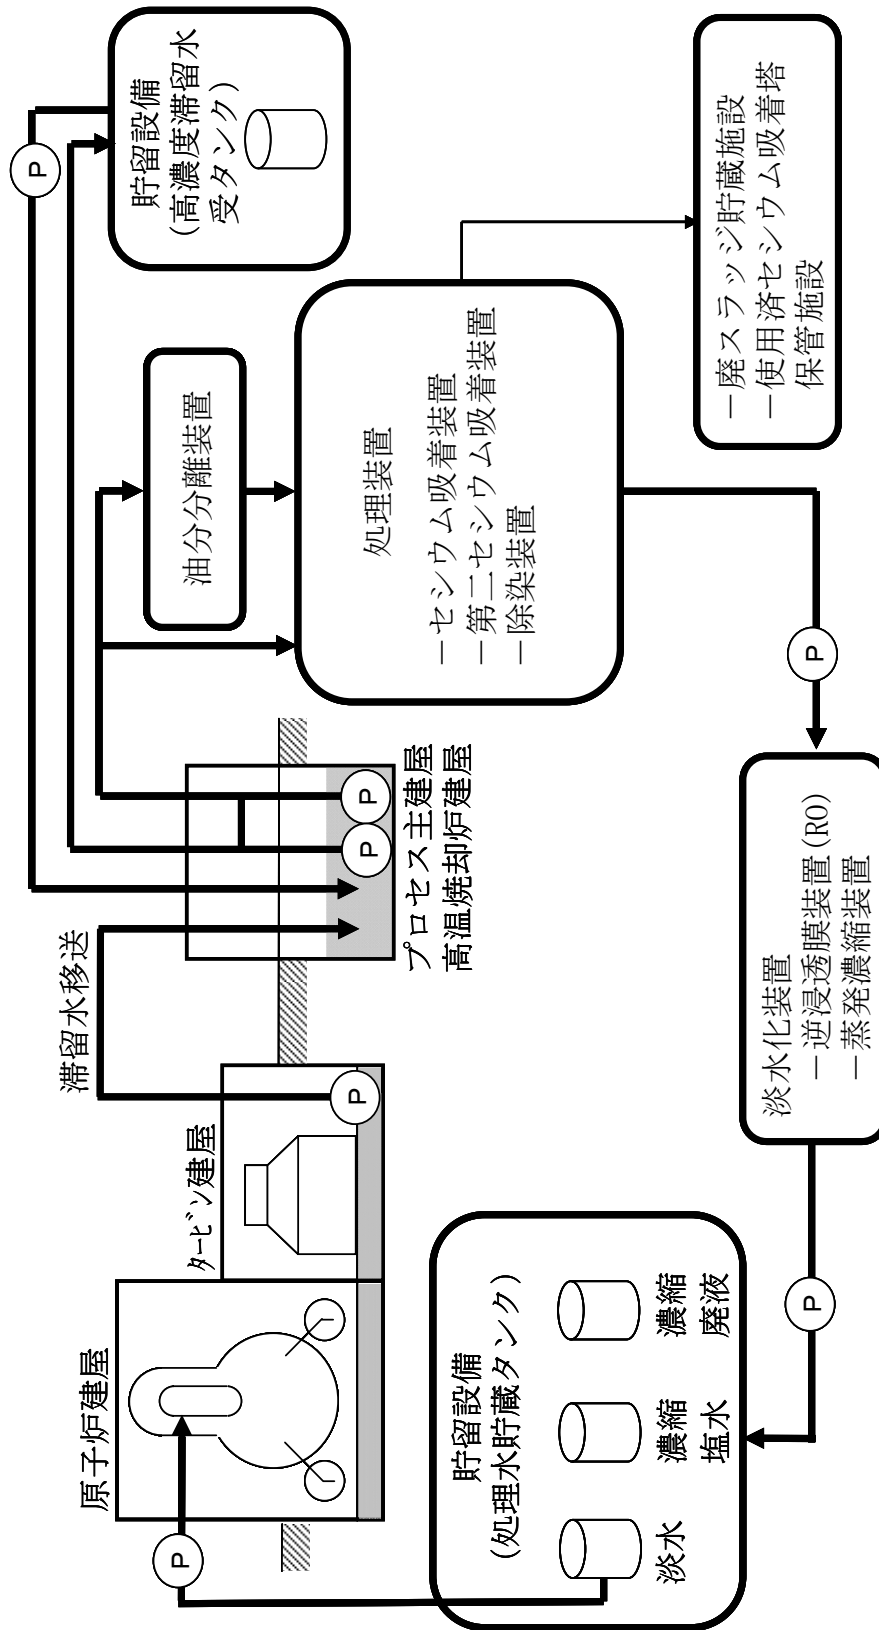 原子炉建屋
P
タービン建屋
P
滞留水移送
プロセス主建屋
高温焼却炉建屋
P
P
油分分離装置
P
貯留設備
(高濃度滞留水
受タンク)
処理装置
－セシウム吸着装置
－第二セシウム吸着装置
－除染装置
－廃スラッジ貯蔵施設
－使用済セシウム吸着塔
保管施設
P
淡水化装置
－逆浸透膜装置(RO)
－蒸発濃縮装置
P
貯留設備
(処理水貯蔵タンク)
淡水
濃縮
塩水
濃縮
廃液